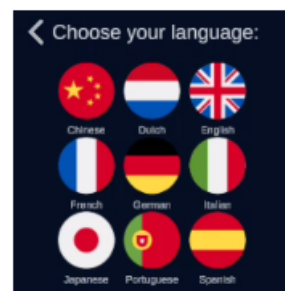 Choose your language:
Chinese Dutch English
French German Italian
Japanese Portuguese Spanish